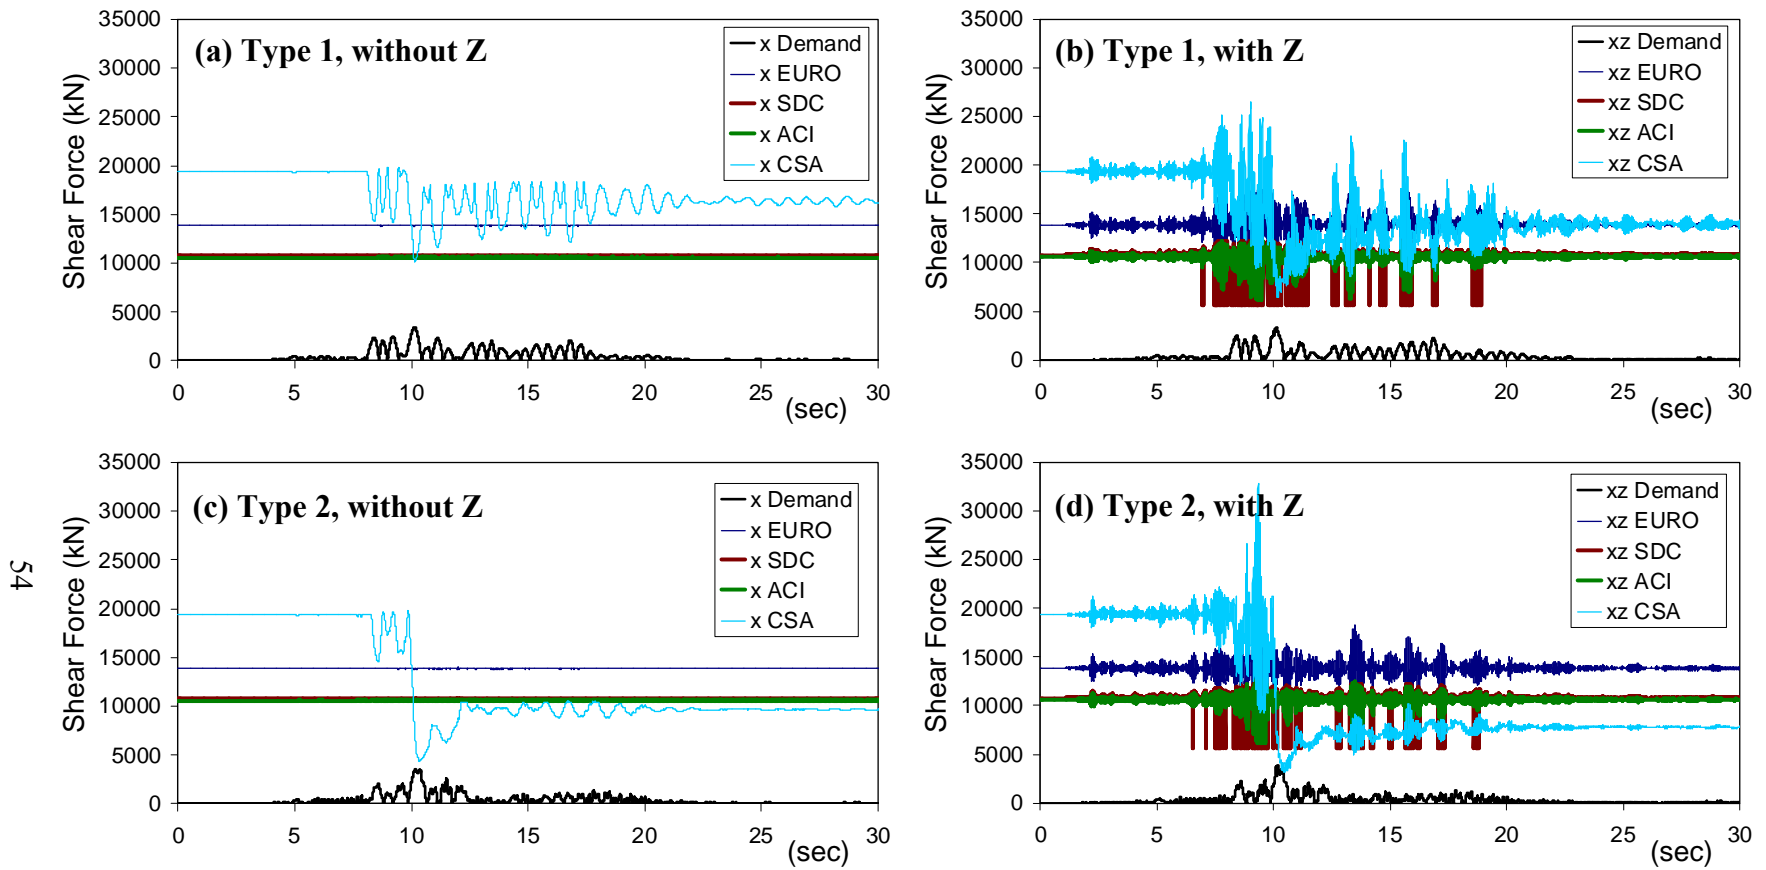 (a) Type 1, without Z
Shear Force (kN)
35000
30000
25000
20000
15000
10000
5000
0
0 5 10 15 20 25 30
(sec)
x Demand
x EURO
x SDC
x ACI
x CSA
(b) Type 1, with Z
Shear Force (kN)
35000
30000
25000
20000
15000
10000
5000
0
0 5 10 15 20 25 30
(sec)
xz Demand
xz EURO
xz SDC
xz ACI
xz CSA
(c) Type 2, without Z
Shear Force (kN)
35000
30000
25000
20000
15000
10000
5000
0
0 5 10 15 20 25 30
(sec)
x Demand
x EURO
x SDC
x ACI
x CSA
(d) Type 2, with Z
Shear Force (kN)
35000
30000
25000
20000
15000
10000
5000
0
0 5 10 15 20 25 30
(sec)
xz Demand
xz EURO
xz SDC
xz ACI
xz CSA
54